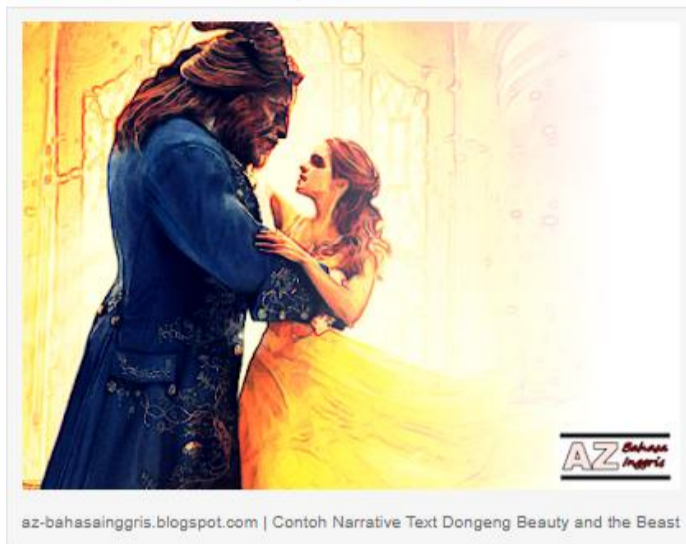 AZ Bahasa
Inggris
az-bahasainggris.blogspot.com | Contoh Narrative Text Dongeng Beauty and the Beast